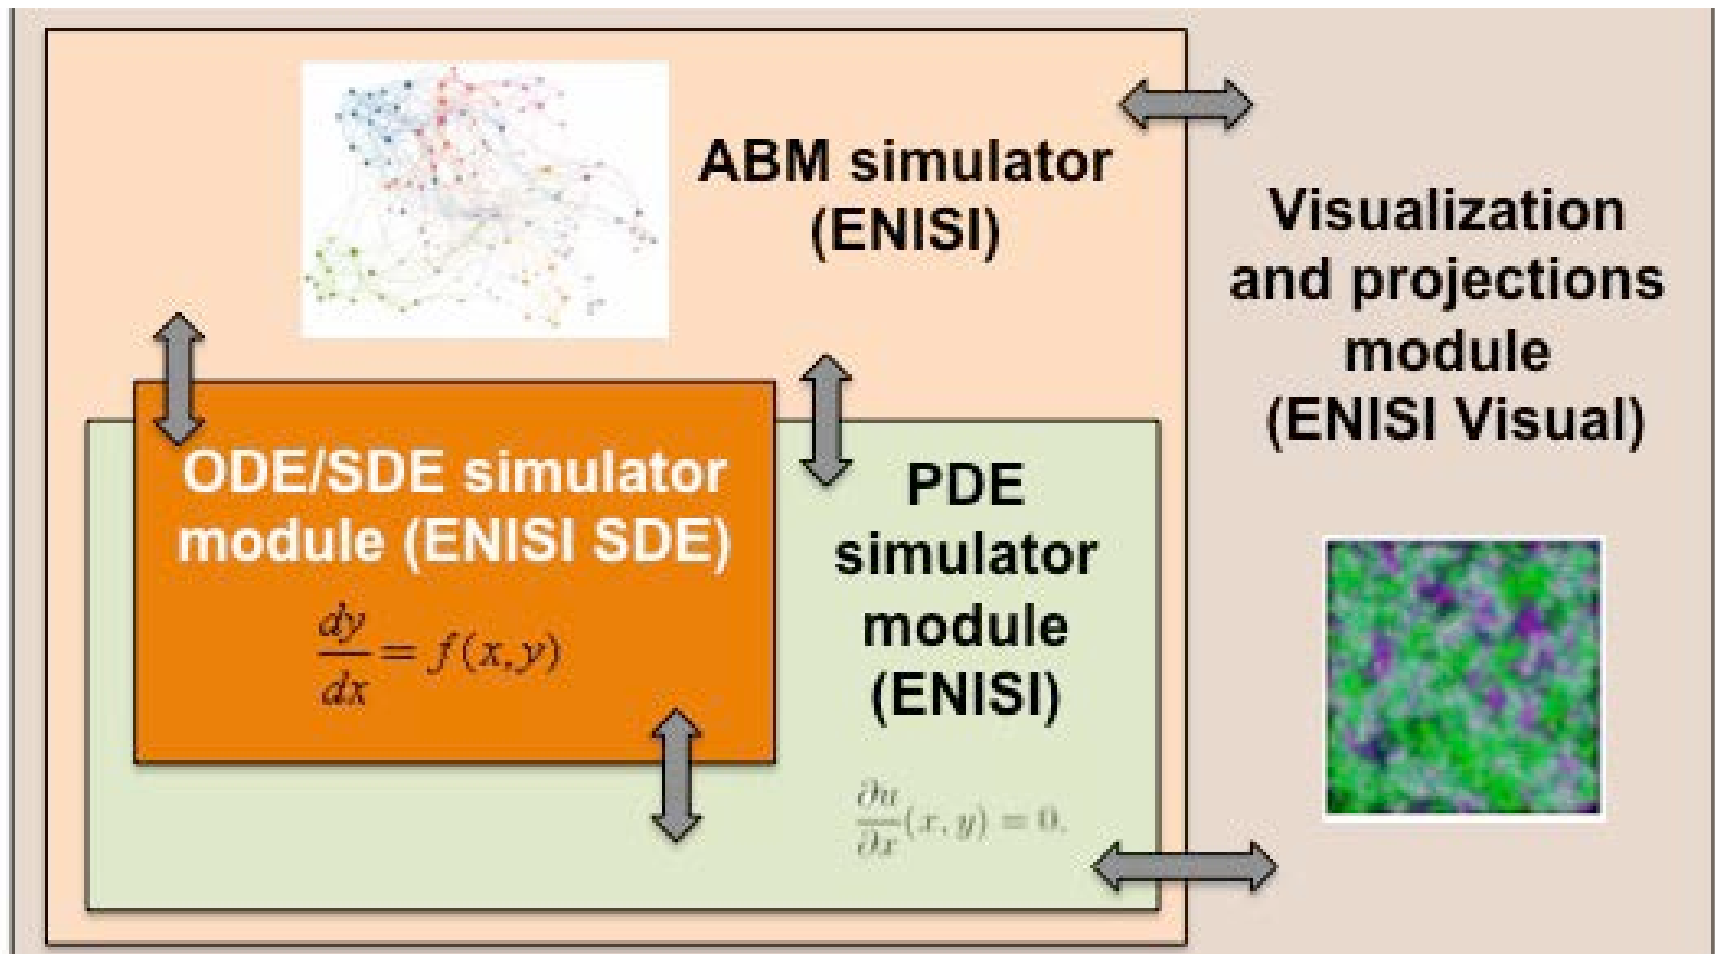 ABM simulator
(ENISI)
Visualization
and projections
module
(ENISI Visual)
ODE/SDE simulator
module (ENISI SDE)
dy/dx = f(x,y)
PDE
simulator
module
(ENISI)
∂u/∂x(x, y) = 0.